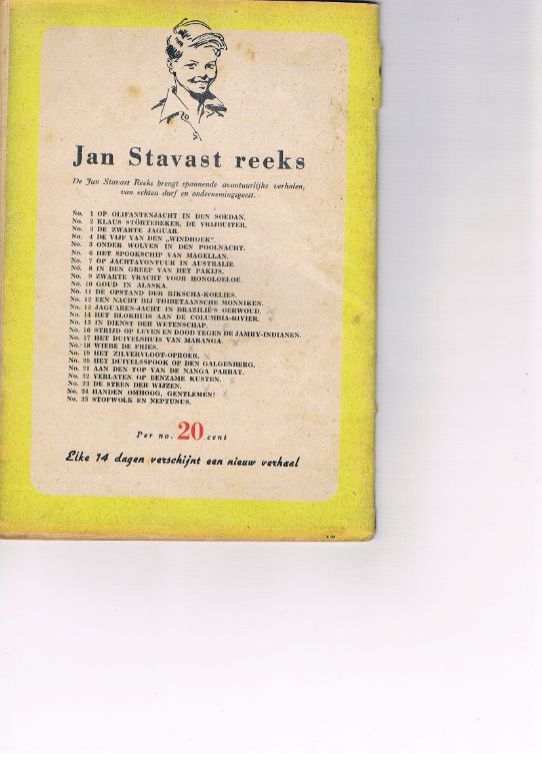 Jan Stavast reeks
De Jan Stavast Reeks brengt spannende avontuurlijke verhalen,
van echten durf en ondernemingsgeest.
No. 1 OP OLIFANTENJACHT IN DEN SOEDAN.
No. 2 KLAUS STÖRTEBEKER, DE VRIJBUITER.
No. 3 DE ZWARTE JAGUAR.
No. 4 DE VIJF VAN DEN „WINDHOEK".
No. 5 ONDER WOLVEN IN DEN POOLNACHT.
No. 6 HET SPOOKSCHIP VAN MAGELLAN.
No. 7 OP JACHTAVONTUUR IN AUSTRALIE.
No. 8 IN DEN GREEP VAN HET PAKIJS.
No. 9 ZWARTE VRACHT VOOR HONOLOELOE.
No. 10 GOUD IN ALASKA.
No. 11 DE OPSTAND DER RIKSCHA-KOELIES.
No. 12 EEN NACHT BIJ THIBETAANSCHE MONNIKEN.
No. 13 JAGUAREN-JACHT IN BRAZILIË'S OERWOUD.
No. 14 HET BLOKHUIS AAN DE COLUMBIA-RIVIER.
No. 15 IN DIENST DER WETENSCHAP.
No. 16 STRIJD OP LEVEN EN DOOD TEGEN DE JAMRY-INDIANEN.
No. 17 HET DUIVELSHUIS VAN MARANGA.
No. 18 WIEBE DE FRIES.
No. 19 HET ZILVERVLOOT-OPROER.
No. 20 HET DUIVELSSPOOK OP DEN GALGENBERG.
No. 21 AAN DEN TOP VAN DE NANGA PARBAT.
No. 22 VERLATEN OP EENZAME KUSTEN.
No. 23 DE STEEN DER WIJZEN.
No. 24 HANDEN OMHOOG, GENTLEMEN!
No. 25 STOFWOLK EN NEPTUNUS.
Per no. 20 cent
Elke 14 dagen verschijnt een nieuw verhaal